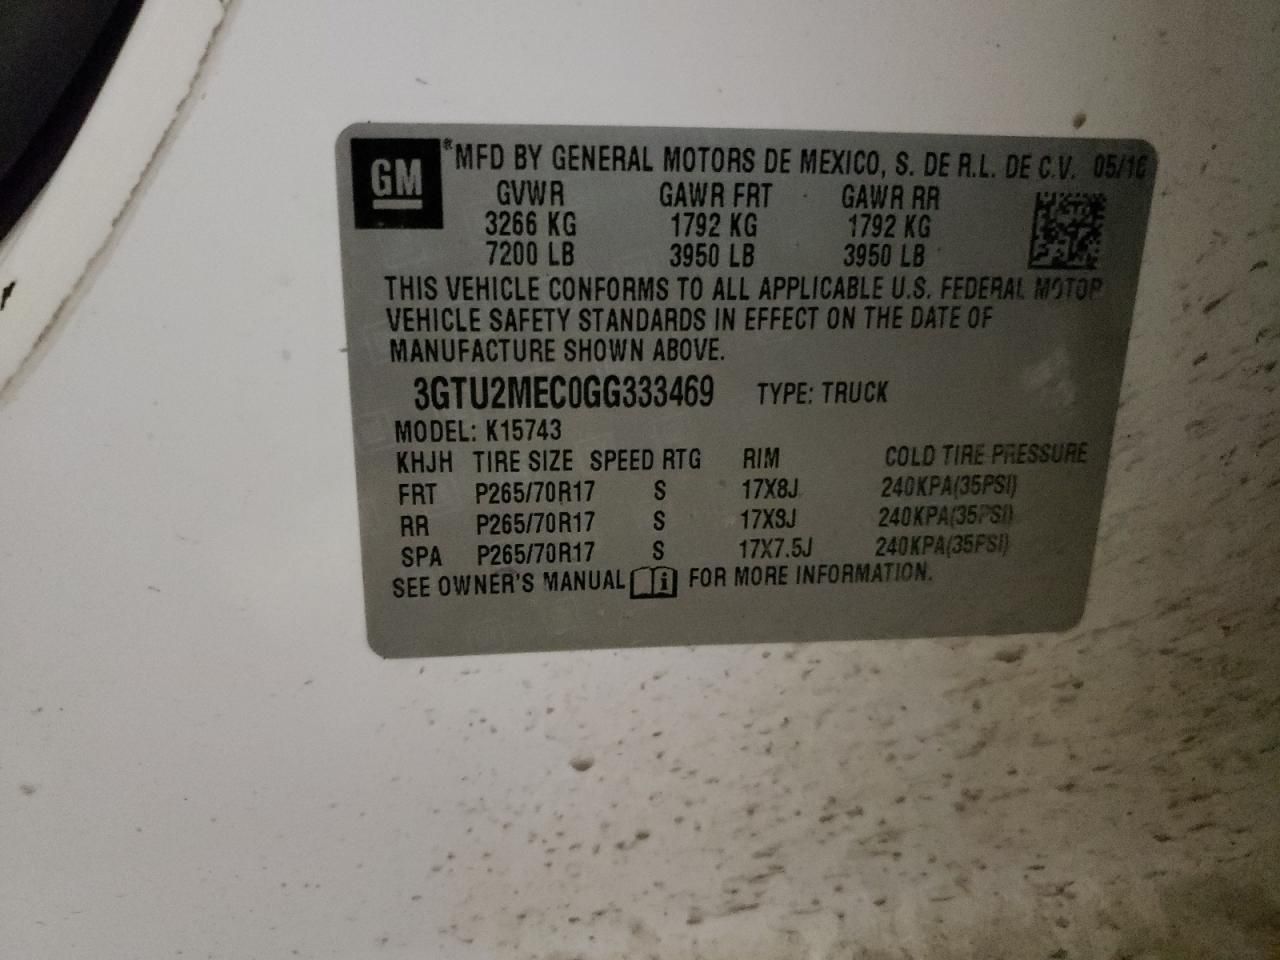 GM
®MFD BY GENERAL MOTORS DE MEXICO, S. DE R.L. DE C.V. 05/16
GVWR GAWR FRT GAWR RR
3266 KG 1792 KG 1792 KG
7200 LB 3950 LB 3950 LB
THIS VEHICLE CONFORMS TO ALL APPLICABLE U.S. FEDERAL MOTOR
VEHICLE SAFETY STANDARDS IN EFFECT ON THE DATE OF
MANUFACTURE SHOWN ABOVE.
3GTU2MEC0GG333469 TYPE: TRUCK
MODEL: K15743
KHJH TIRE SIZE SPEED RTG RIM COLD TIRE PRESSURE
FRT P265/70R17 S 17X8J 240KPA(35PSI)
RR P265/70R17 S 17X8J 240KPA(35PSI)
SPA P265/70R17 S 17X7.5J 240KPA(35PSI)
SEE OWNER'S MANUAL i FOR MORE INFORMATION.